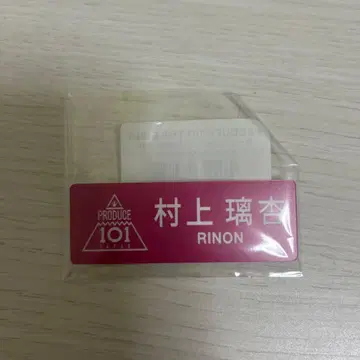 PRODUCE
101
JAPAN
村上 璃杏
RINON